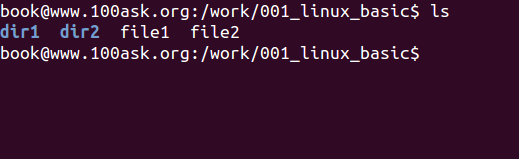 book@www.100ask.org:/work/001_linux_basic$ ls
dir1  dir2  file1  file2
book@www.100ask.org:/work/001_linux_basic$